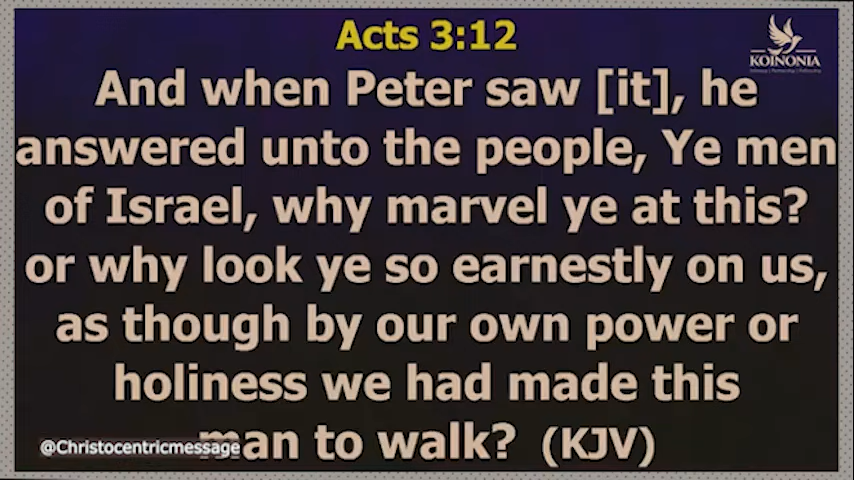 Acts 3:12
KOINONIA
And when Peter saw [it], he
answered unto the people, Ye men
of Israel, why marvel ye at this?
or why look ye so earnestly on us,
as though by our own power or
holiness we had made this
man to walk? (KJV)
@Christocentricmessage